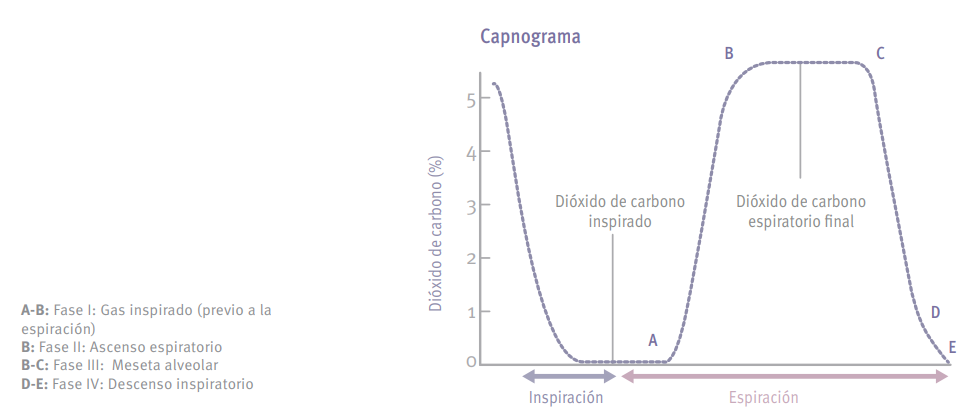 Capnograma
B
C
5
4
3
2
1
0
Dióxido de carbono (%)
Dióxido de carbono
inspirado
Dióxido de carbono
espiratorio final
A
D
E
Inspiración
Espiración
A-B: Fase I: Gas inspirado (previo a la
espiración)
B: Fase II: Ascenso espiratorio
B-C: Fase III: Meseta alveolar
D-E: Fase IV: Descenso inspiratorio